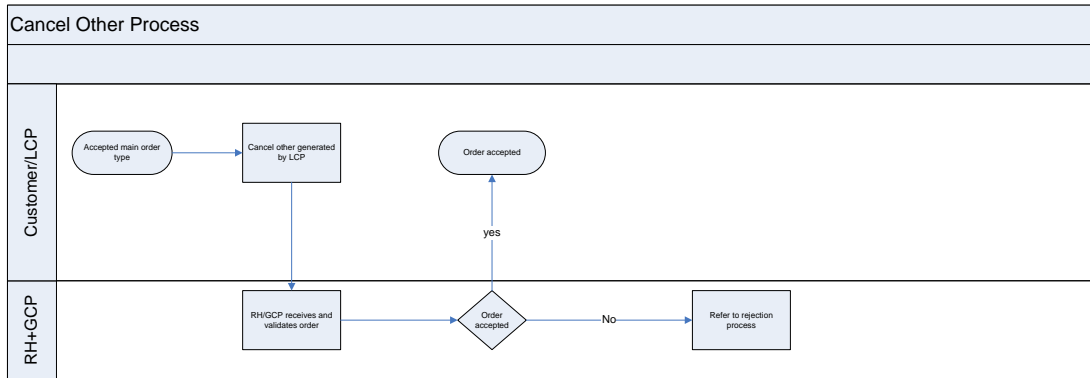 Cancel Other Process
Customer/LCP
Accepted main order
type
Cancel other generated
by LCP
Order accepted
yes
RH+GCP
RH/GCP receives and
validates order
Order
accepted
No
Refer to rejection
process